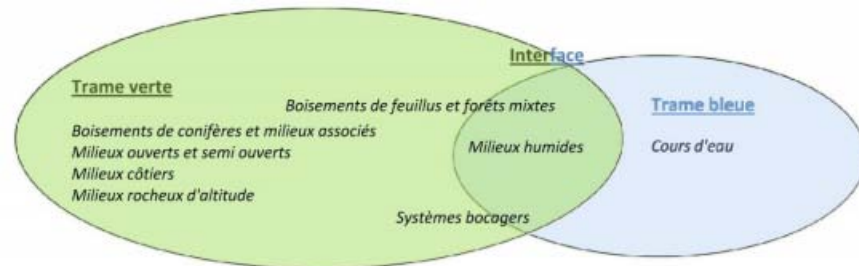 Interface
Trame verte
Boisements de feuillus et forêts mixtes
Trame bleue
Boisements de conifères et milieux associés
Milieux ouverts et semi ouverts
Milieux humides
Cours d'eau
Milieux côtiers
Milieux rocheux d'altitude
Systèmes bocagers